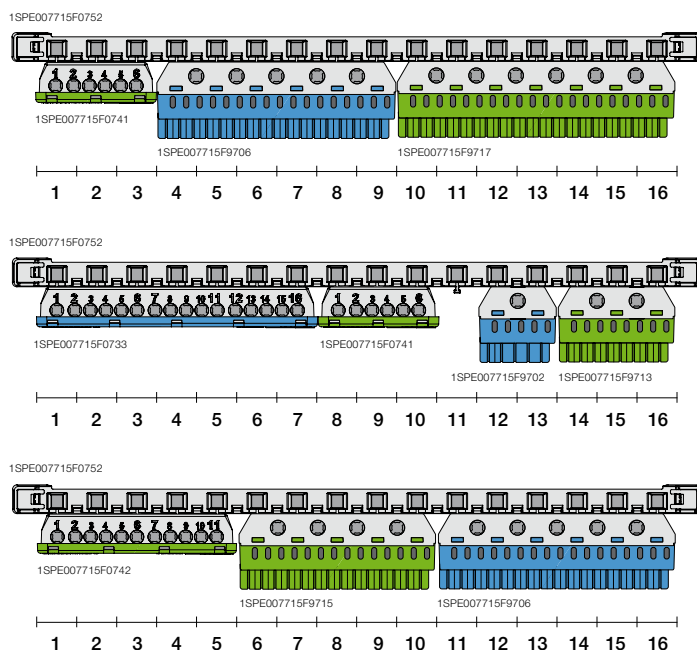 1SPE007715F0752
1 2 3 4 5 6
1SPE007715F0741
1SPE007715F9706
1SPE007715F9717
1 2 3 4 5 6 7 8 9 10 11 12 13 14 15 16
1SPE007715F0752
1 2 3 4 5 6 7 8 9 10 11 12 13 14 15 16 1 2 3 4 5 6
1SPE007715F0733
1SPE007715F0741
1SPE007715F9702
1SPE007715F9713
1 2 3 4 5 6 7 8 9 10 11 12 13 14 15 16
1SPE007715F0752
1 2 3 4 5 6 7 8 9 10 11
1SPE007715F0742
1SPE007715F9715
1SPE007715F9706
1 2 3 4 5 6 7 8 9 10 11 12 13 14 15 16